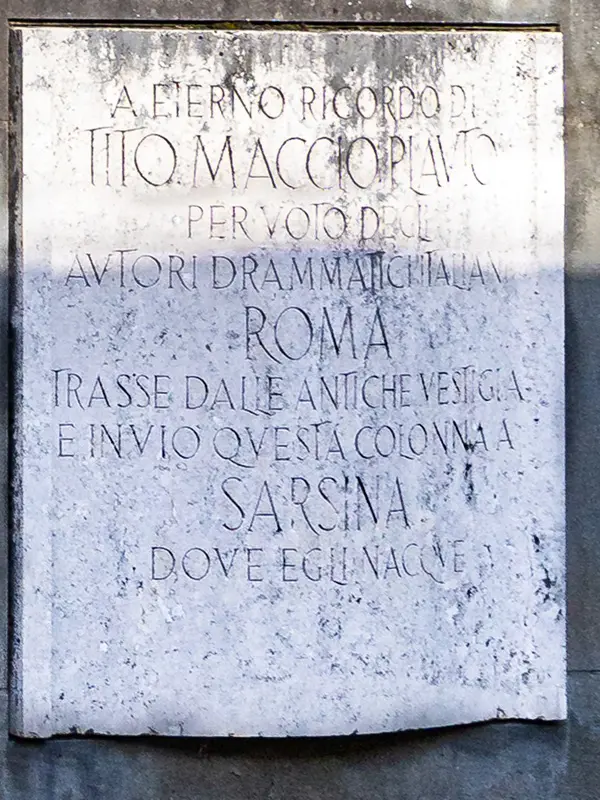 A ETERNO RICORDO DI
TITO MACCIO PLAVTO
PER VOTO DEGLI
AVTORI DRAMMATICI ITALIANI
ROMA
TRASSE DALLE ANTICHE VESTIGIA
E INVIO QVESTA COLONNA A
SARSINA
DOVE EGLI NACQVE